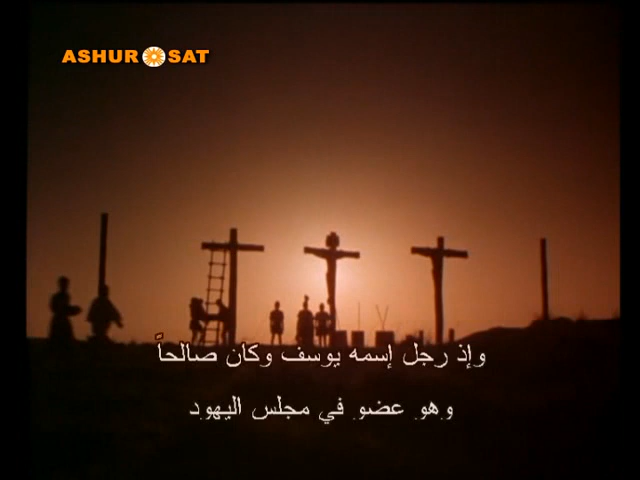 ASHUR SAT
وإذ رجل إسمه يوسف وكان صالحاً
وهو عضو في مجلس اليهود